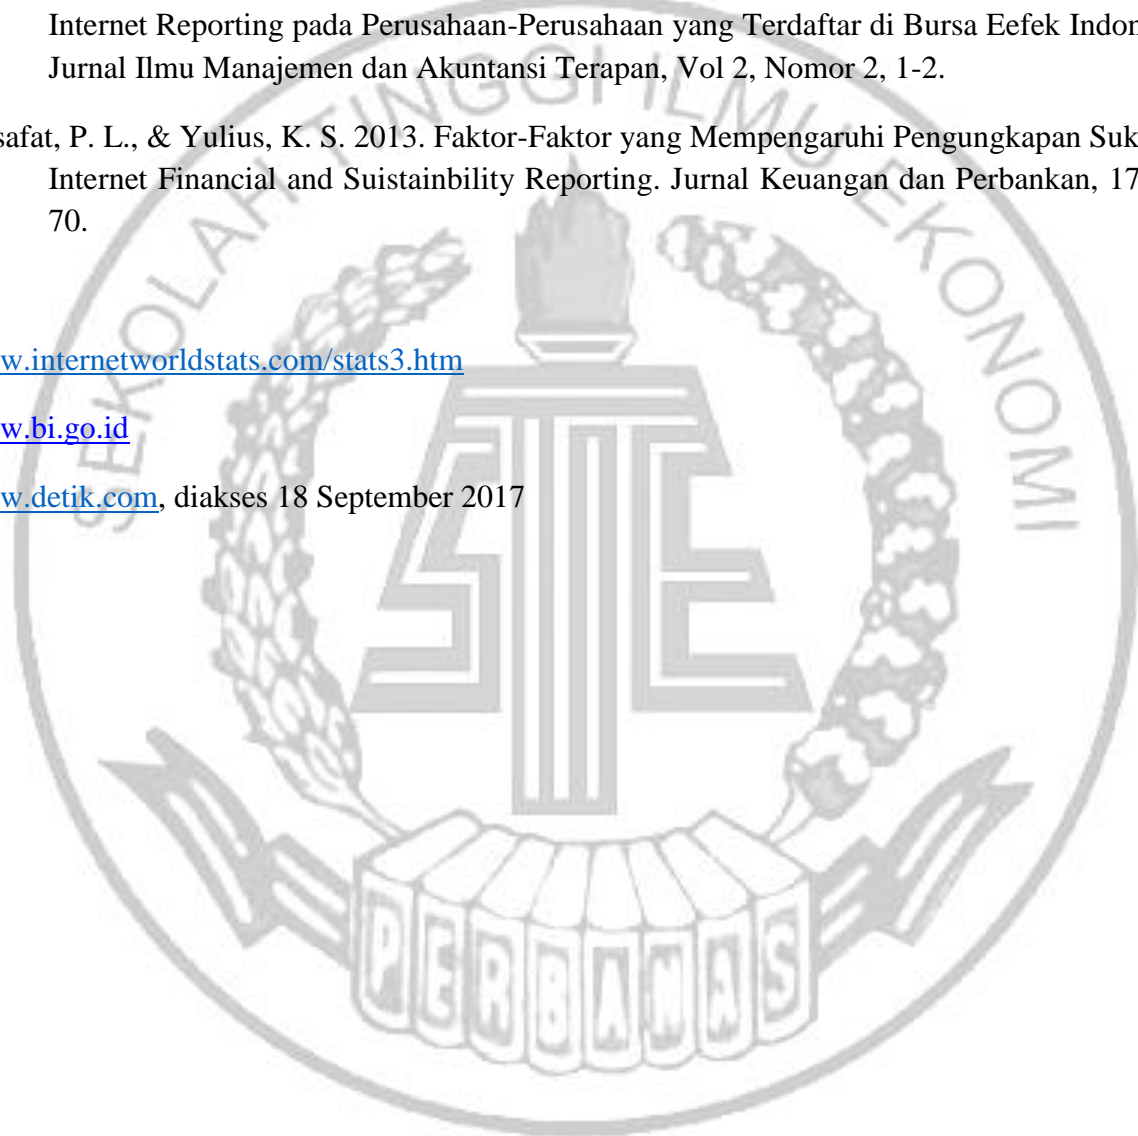 Internet Reporting pada Perusahaan-Perusahaan yang Terdaftar di Bursa Eefek Indon
Jurnal Ilmu Manajemen dan Akuntansi Terapan, Vol 2, Nomor 2, 1-2.
safat, P. L., & Yulius, K. S. 2013. Faktor-Faktor yang Mempengaruhi Pengungkapan Suk
Internet Financial and Suistainbility Reporting. Jurnal Keuangan dan Perbankan, 17
70.
w.internetworldstats.com/stats3.htm
w.bi.go.id
w.detik.com, diakses 18 September 2017
SEKOLAH TINGGI ILMU EKONOMI
STIE
PERBANAS